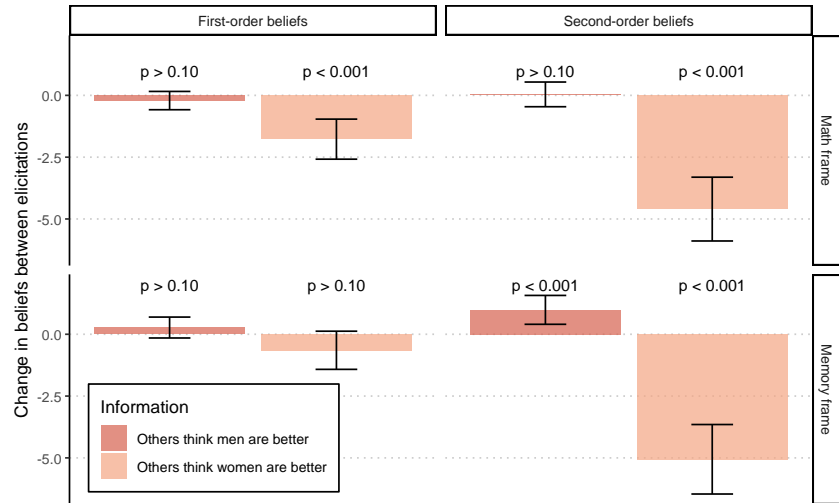 First-order beliefs
Second-order beliefs
p > 0.10
p < 0.001
p > 0.10
p < 0.001
0.0
-2.5
-5.0
Math frame
Change in beliefs between elicitations
p > 0.10
p > 0.10
p < 0.001
p < 0.001
0.0
-2.5
-5.0
Memory frame
Information
Others think men are better
Others think women are better